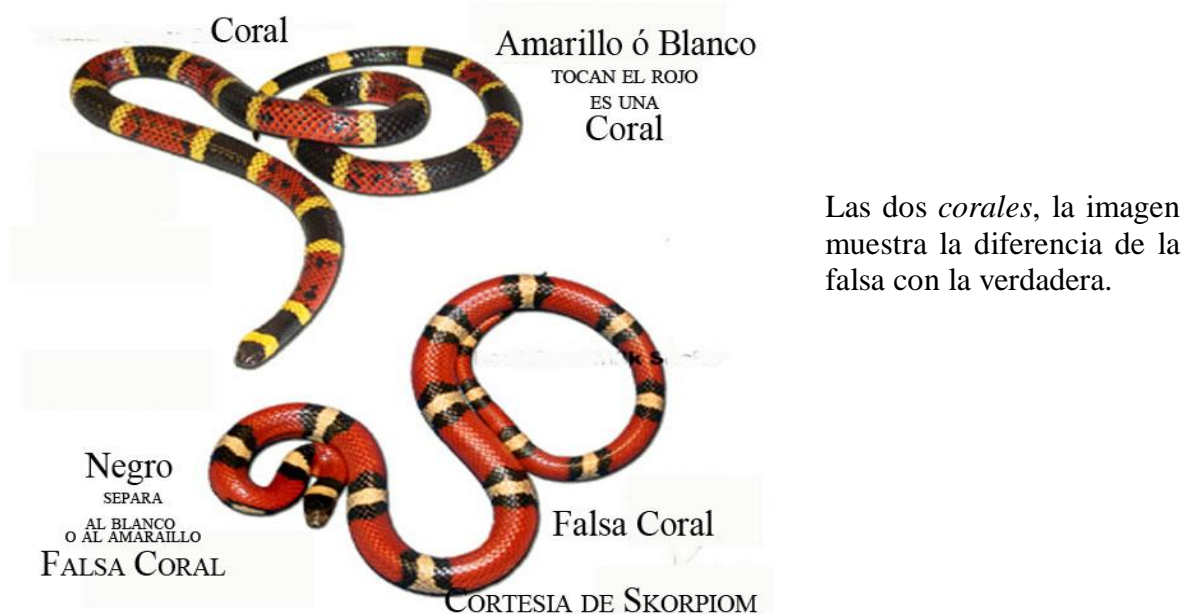 Coral
Amarillo ó Blanco
TOCAN EL ROJO
ES UNA
Coral
Las dos corales, la imagen
muestra la diferencia de la
falsa con la verdadera.
Negro
SEPARA
AL BLANCO
O AL AMARAILLO
FALSA CORAL
Falsa Coral
CORTESIA DE SKORPIOM